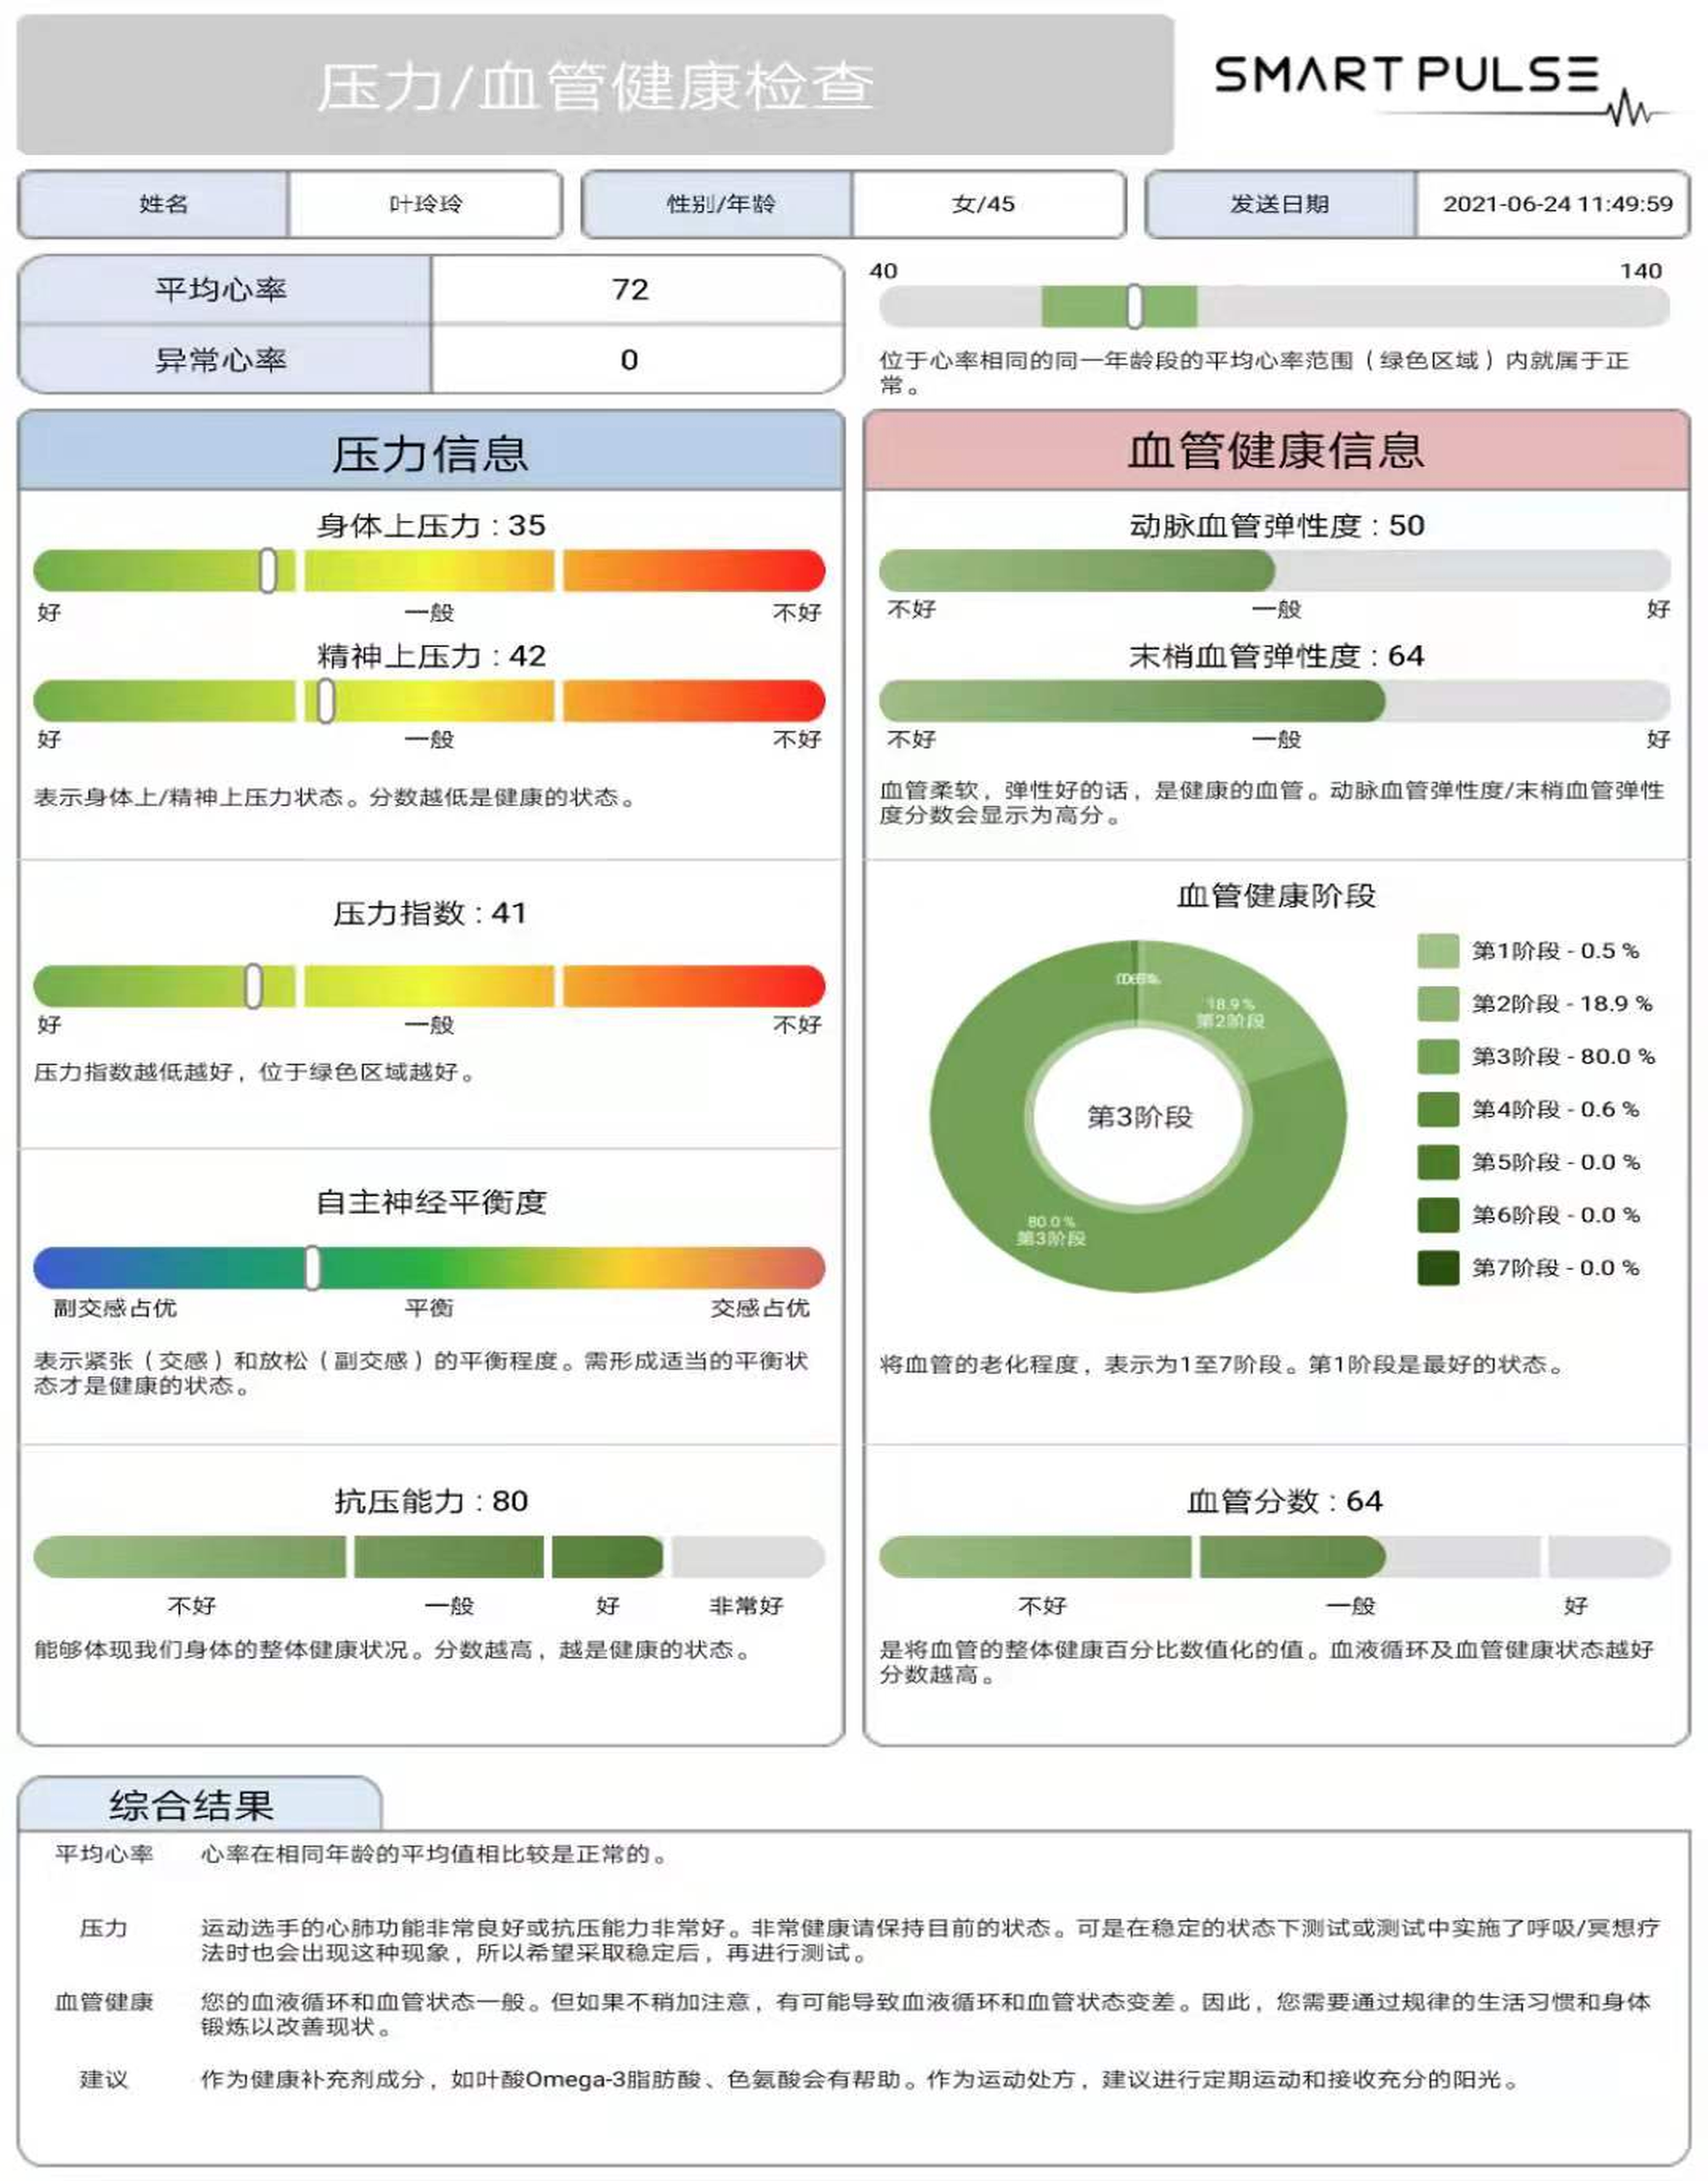 压力/血管健康检查
SMART PULSE
姓名 叶玲玲 性别/年龄 女/45 发送日期 2021-06-24 11:49:59
平均心率 72
异常心率 0
40 140
位于心率相同的同一年龄段的平均心率范围（绿色区域）内就属于正
常。
压力信息
身体上压力 : 35
好 一般 不好
精神上压力 : 42
好 一般 不好
表示身体上/精神上压力状态。分数越低是健康的状态。
压力指数 : 41
好 一般 不好
压力指数越低越好，位于绿色区域越好。
自主神经平衡度
副交感占优 平衡 交感占优
表示紧张（交感）和放松（副交感）的平衡程度。需形成适当的平衡状
态才是健康的状态。
抗压能力 : 80
不好 一般 好 非常好
能够体现我们身体的整体健康状况。分数越高，越是健康的状态。
血管健康信息
动脉血管弹性度 : 50
不好 一般 好
末梢血管弹性度 : 64
不好 一般 好
血管柔软，弹性好的话，是健康的血管。动脉血管弹性度/末梢血管弹性
度分数会显示为高分。
血管健康阶段
18.9 %
第2阶段
第3阶段
80.0 %
第3阶段
第1阶段 - 0.5 %
第2阶段 - 18.9 %
第3阶段 - 80.0 %
第4阶段 - 0.6 %
第5阶段 - 0.0 %
第6阶段 - 0.0 %
第7阶段 - 0.0 %
将血管的老化程度，表示为1至7阶段。第1阶段是最好的状态。
血管分数 : 64
不好 一般 好
是将血管的整体健康百分比数值化的值。血液循环及血管健康状态越好
分数越高。
综合结果
平均心率 心率在相同年龄的平均值相比较是正常的。
压力 运动选手的心肺功能非常良好或抗压能力非常好。非常健康请保持目前的状态。可是在稳定的状态下测试或测试中实施了呼吸/冥想疗
法时也会出现这种现象，所以希望采取稳定后，再进行测试。
血管健康 您的血液循环和血管状态一般。但如果不稍加注意，有可能导致血液循环和血管状态变差。因此，您需要通过规律的生活习惯和身体
锻炼以改善现状。
建议 作为健康补充剂成分，如叶酸Omega-3脂肪酸、色氨酸会有帮助。作为运动处方，建议进行定期运动和接收充分的阳光。